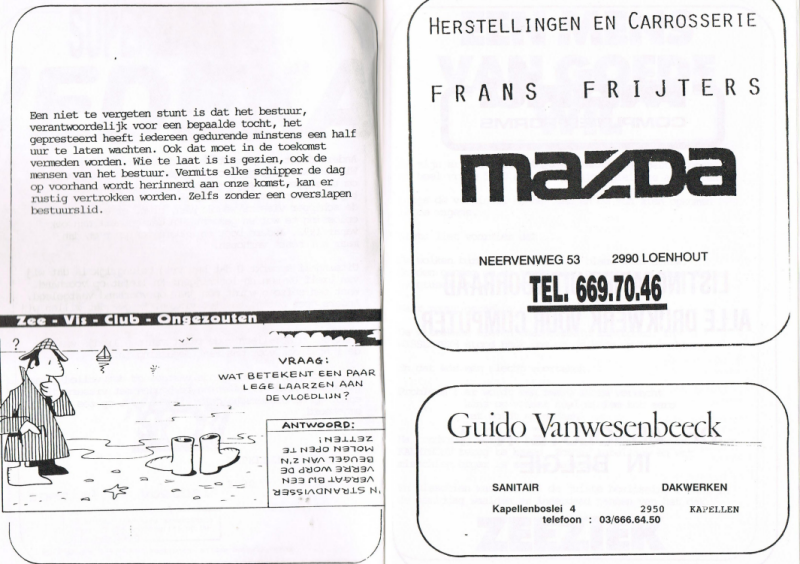 Een niet te vergeten stunt is dat het bestuur,
verantwoordelijk voor een bepaalde tocht, het
gepresteerd heeft iedereen gedurende minstens een half
uur te laten wachten. Ook dat moet in de toekomst
vermeden worden. Wie te laat is is gezien, ook de
mensen van het bestuur. Vermits elke schipper de dag
op voorhand wordt herinnerd aan onze komst, kan er
rustig vertrokken worden. Zelfs zonder een overslapen
bestuurslid.
Zee - Vis - Club - Ongezouten
?
VRAAG:
WAT BETEKENT EEN PAAR
LEGE LAARZEN AAN
DE VLOEDLIJN?
ANTWOORD:
'N STRANDVISSER
VERGAT BIJ EEN
VERRE WORP DE
BEUGEL VAN Z'N
MOLEN OPEN TE
ZETTEN!
HERSTELLINGEN EN CARROSSERIE
FRANS FRIJTERS
mazDa
NEERVENWEG 53 2990 LOENHOUT
TEL. 669.70.46
Guido Vanwesenbeeck
SANITAIR DAKWERKEN
Kapellenboslei 4 2950 KAPELLEN
telefoon : 03/666.64.50